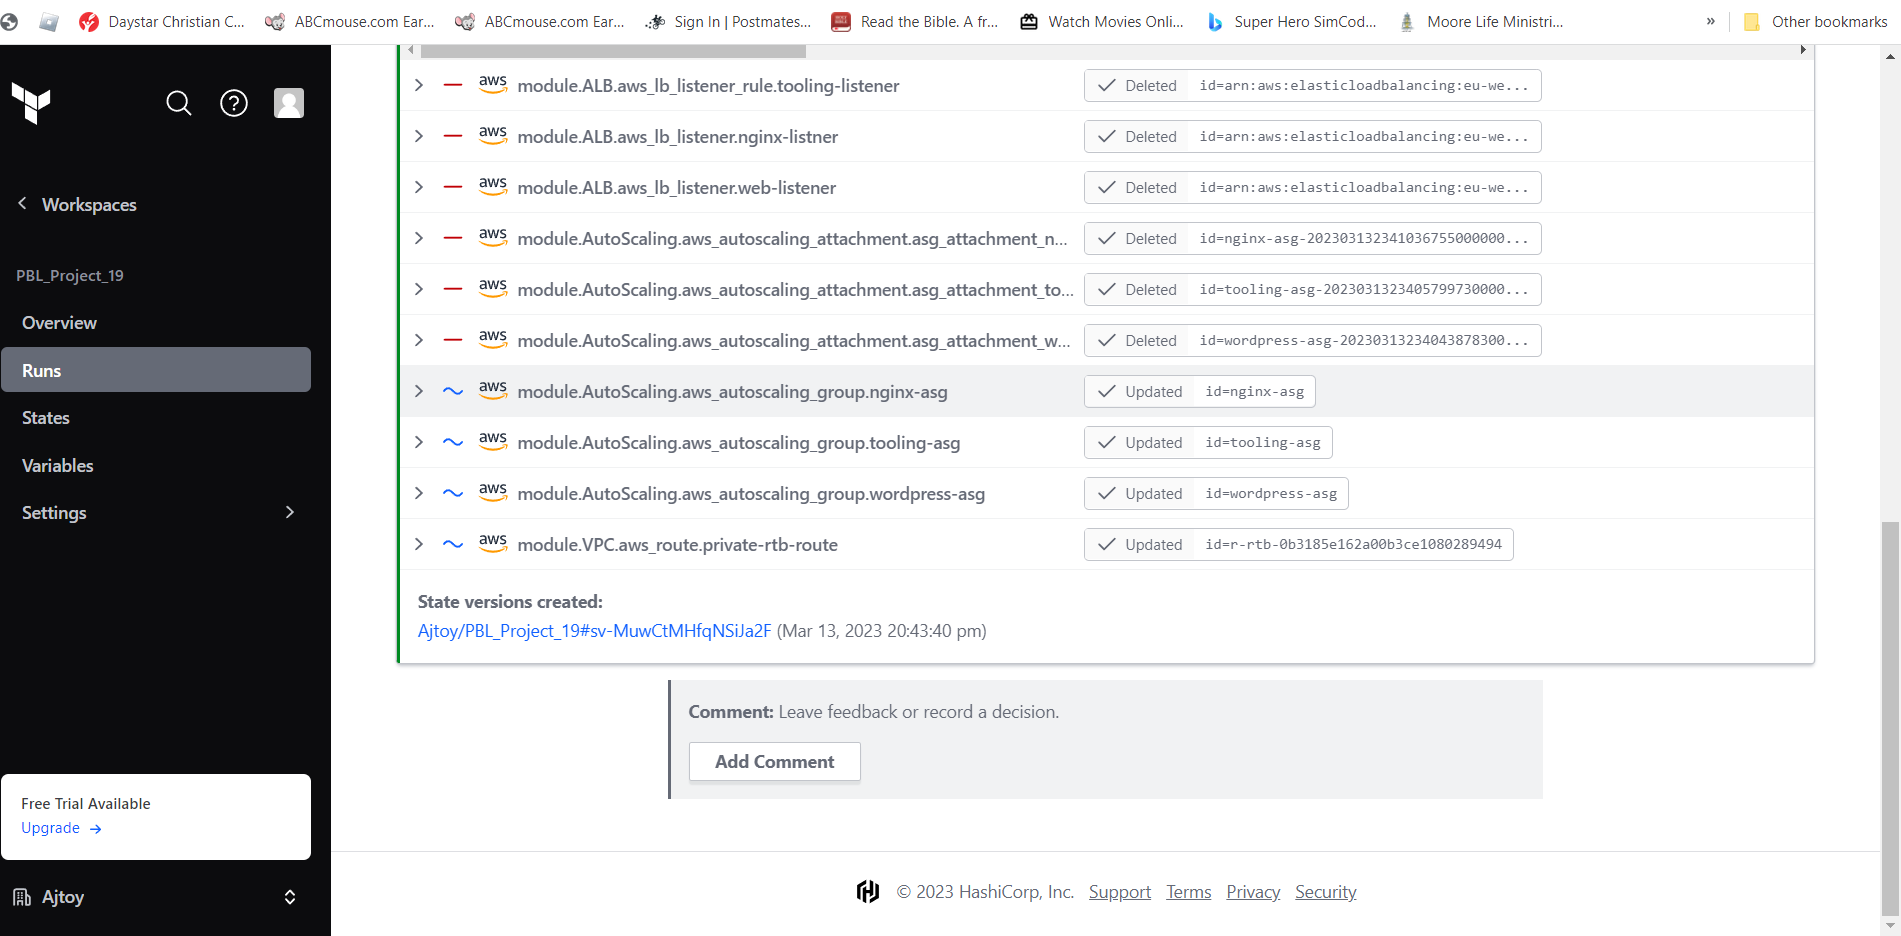 Daystar Christian C... ABCmouse.com Ear... ABCmouse.com Ear... Sign In | Postmates... Read the Bible. A fr... Watch Movies Onli... Super Hero SimCod... Moore Life Ministri... » Other bookmarks
Workspaces
PBL_Project_19
Overview
Runs
States
Variables
Settings
Free Trial Available
Upgrade →
Ajtoy
aws module.ALB.aws_lb_listener_rule.tooling-listener Deleted id=arn:aws:elasticloadbalancing:eu-we...
aws module.ALB.aws_lb_listener.nginx-listner Deleted id=arn:aws:elasticloadbalancing:eu-we...
aws module.ALB.aws_lb_listener.web-listener Deleted id=arn:aws:elasticloadbalancing:eu-we...
aws module.AutoScaling.aws_autoscaling_attachment.asg_attachment_n... Deleted id=nginx-asg-202303132341036755000000...
aws module.AutoScaling.aws_autoscaling_attachment.asg_attachment_to... Deleted id=tooling-asg-2023031323405799730000...
aws module.AutoScaling.aws_autoscaling_attachment.asg_attachment_w... Deleted id=wordpress-asg-20230313234043878300...
aws module.AutoScaling.aws_autoscaling_group.nginx-asg Updated id=nginx-asg
aws module.AutoScaling.aws_autoscaling_group.tooling-asg Updated id=tooling-asg
aws module.AutoScaling.aws_autoscaling_group.wordpress-asg Updated id=wordpress-asg
aws module.VPC.aws_route.private-rtb-route Updated id=r-rtb-0b3185e162a00b3ce1080289494
State versions created:
Ajtoy/PBL_Project_19#sv-MuwCtMHfqNSiJa2F (Mar 13, 2023 20:43:40 pm)
Comment: Leave feedback or record a decision.
Add Comment
© 2023 HashiCorp, Inc. Support Terms Privacy Security